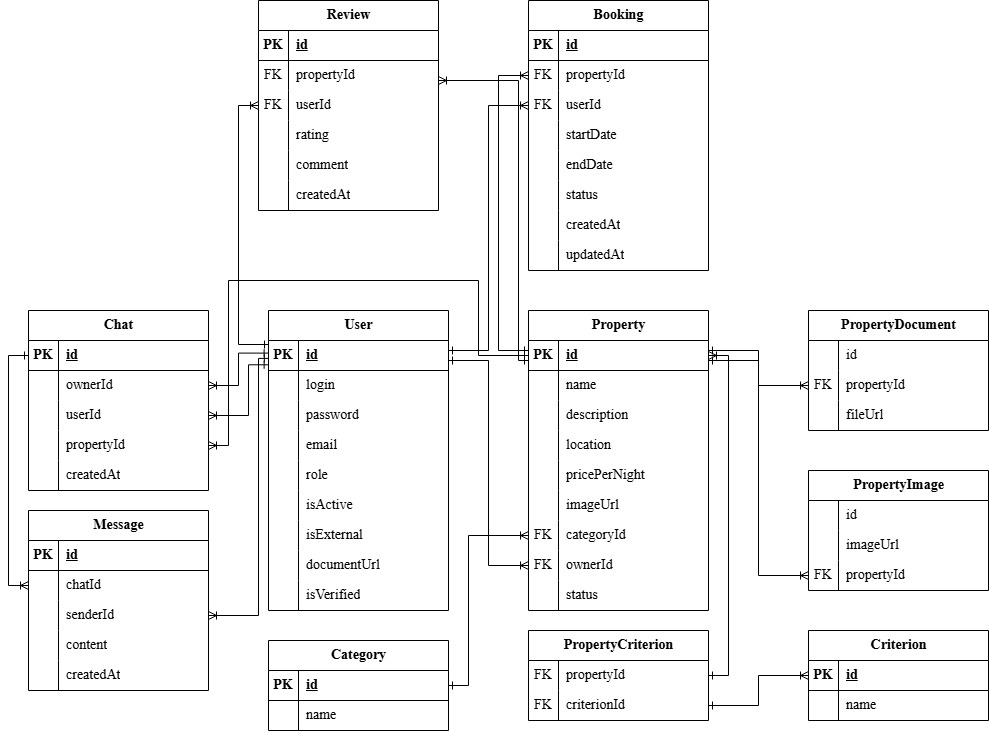 Review
PK id
FK propertyId
FK userId
rating
comment
createdAt
Booking
PK id
FK propertyId
FK userId
startDate
endDate
status
createdAt
updatedAt
Chat
PK id
ownerId
userId
propertyId
createdAt
User
PK id
login
password
email
role
isActive
isExternal
documentUrl
isVerified
Property
PK id
name
description
location
pricePerNight
imageUrl
FK categoryId
FK ownerId
status
PropertyDocument
id
FK propertyId
fileUrl
PropertyImage
id
imageUrl
FK propertyId
Message
PK id
chatId
senderId
content
createdAt
Category
PK id
name
PropertyCriterion
FK propertyId
FK criterionId
Criterion
PK id
name